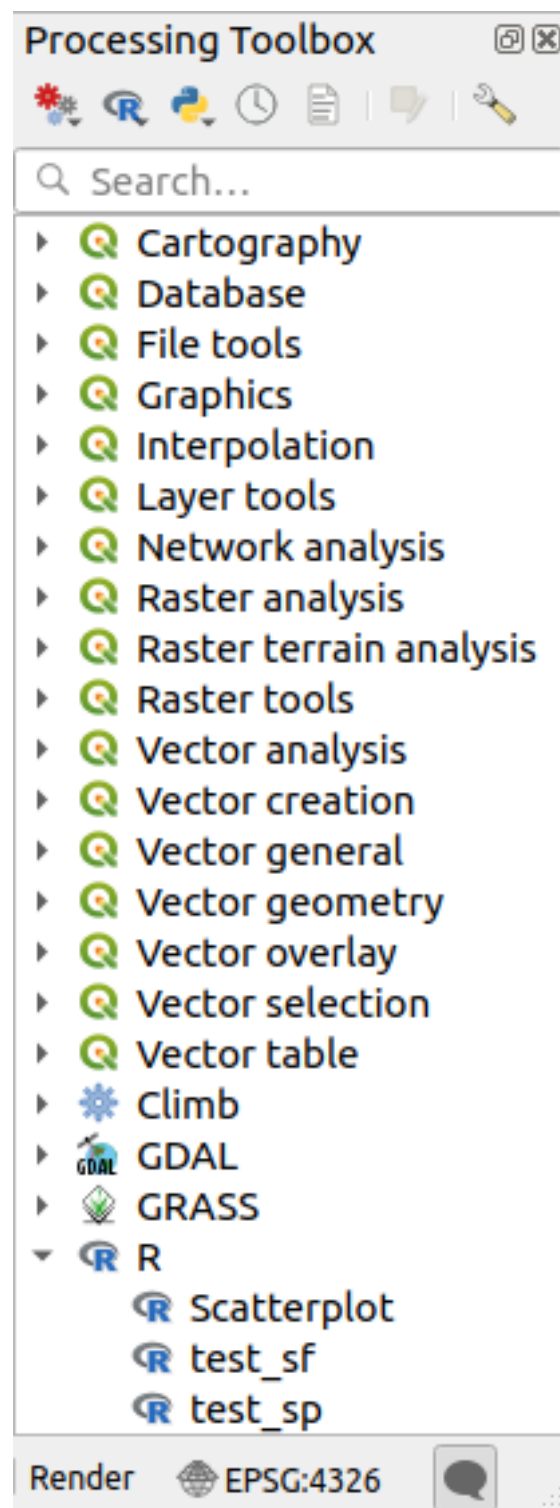 Processing Toolbox
Search...
Cartography
Database
File tools
Graphics
Interpolation
Layer tools
Network analysis
Raster analysis
Raster terrain analysis
Raster tools
Vector analysis
Vector creation
Vector general
Vector geometry
Vector overlay
Vector selection
Vector table
Climb
GDAL GDAL
GRASS
R R
R Scatterplot
R test_sf
R test_sp
Render EPSG:4326